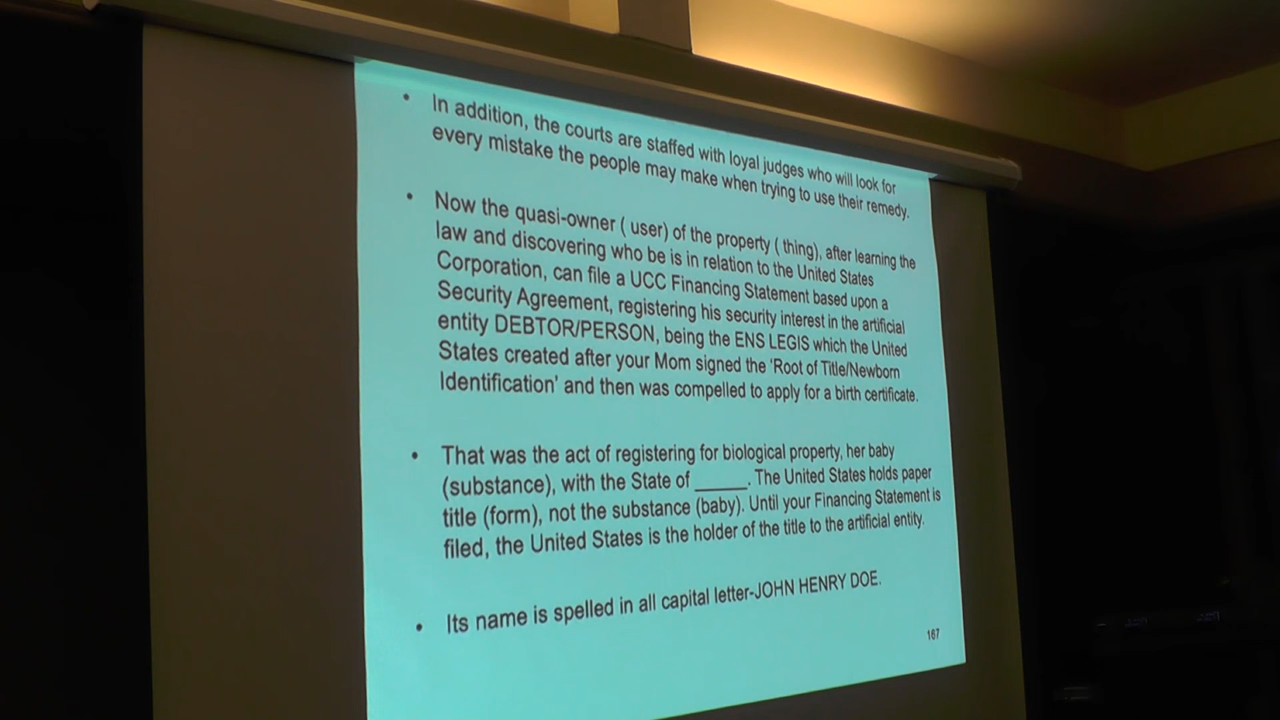 • In addition, the courts are staffed with loyal judges who will look for
every mistake the people may make when trying to use their remedy.
• Now the quasi-owner ( user) of the property ( thing), after learning the
law and discovering who be is in relation to the United States
Corporation, can file a UCC Financing Statement based upon a
Security Agreement, registering his security interest in the artificial
entity DEBTOR/PERSON, being the ENS LEGIS which the United
States created after your Mom signed the 'Root of Title/Newborn
Identification' and then was compelled to apply for a birth certificate.
• That was the act of registering for biological property, her baby
(substance), with the State of ______. The United States holds paper
title (form), not the substance (baby). Until your Financing Statement is
filed, the United States is the holder of the title to the artificial entity.
• Its name is spelled in all capital letter-JOHN HENRY DOE.
167